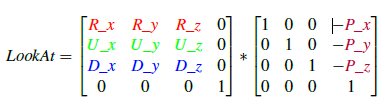 R_x R_y R_z 0 1 0 0 -P_x
U_x U_y U_z 0 0 1 0 -P_y
LookAt = *
D_x D_y D_z 0 0 0 1 -P_z
0 0 0 1 0 0 0 1